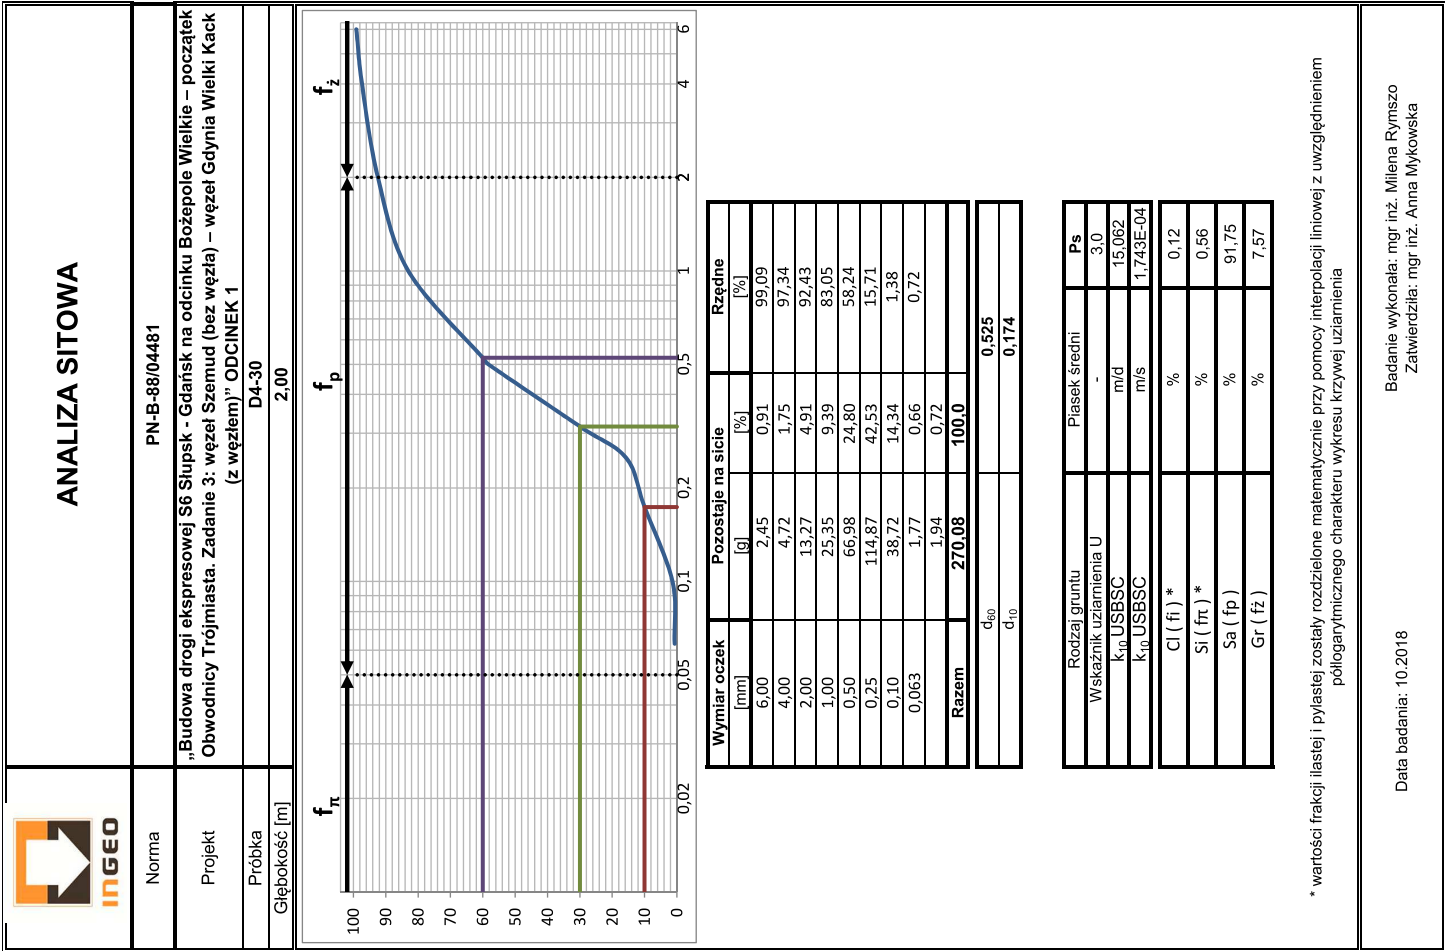 INGEO
ANALIZA SITOWA
Norma PN-B-88/04481
Projekt „Budowa drogi ekspresowej S6 Słupsk - Gdańsk na odcinku Bożepole Wielkie – początek
Obwodnicy Trójmiasta. Zadanie 3: węzeł Szemud (bez węzła) – węzeł Gdynia Wielki Kack
(z węzłem)” ODCINEK 1
Próbka D4-30
Głębokość [m] 2,00
fπ fp fż
100
90
80
70
60
50
40
30
20
10
0
0,02 0,05 0,1 0,2 0,5 1 2 4 6
Wymiar oczek Pozostaje na sicie Rzędne
[mm] [g] [%] [%]
6,00 2,45 0,91 99,09
4,00 4,72 1,75 97,34
2,00 13,27 4,91 92,43
1,00 25,35 9,39 83,05
0,50 66,98 24,80 58,24
0,25 114,87 42,53 15,71
0,10 38,72 14,34 1,38
0,063 1,77 0,66 0,72
1,94 0,72
Razem 270,08 100,0
d60 0,525
d10 0,174
Rodzaj gruntu Piasek średni Ps
Wskaźnik uziarnienia U - 3,0
k10 USBSC m/d 15,062
k10 USBSC m/s 1,743E-04
Cl ( fi ) * % 0,12
Si ( fπ ) * % 0,56
Sa ( fp ) % 91,75
Gr ( fż ) % 7,57
* wartości frakcji ilastej i pylastej zostały rozdzielone matematycznie przy pomocy interpolacji liniowej z uwzględnieniem
półlogarytmicznego charakteru wykresu krzywej uziarnienia
Data badania: 10.2018
Badanie wykonała: mgr inż. Milena Rymszo
Zatwierdziła: mgr inż. Anna Mykowska